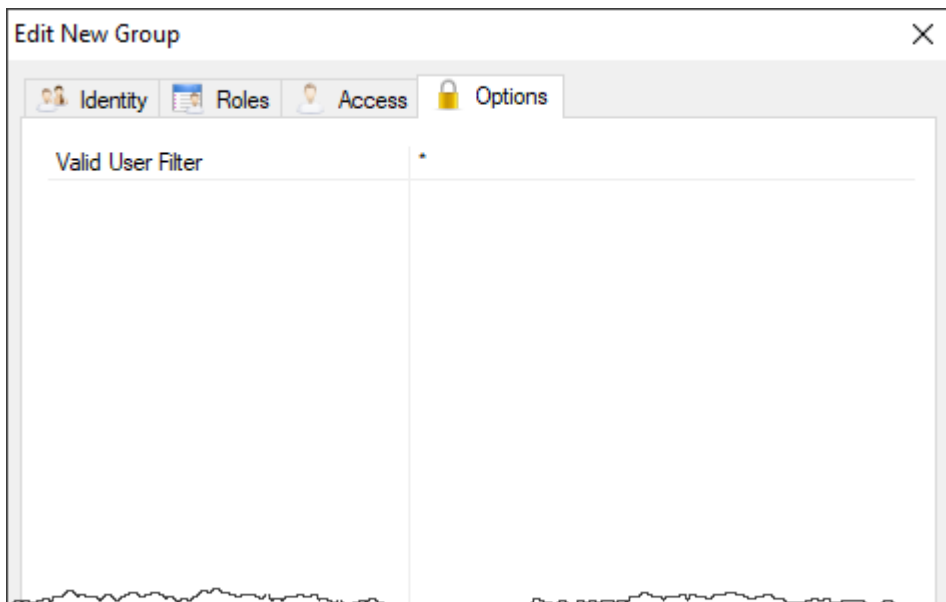 Edit New Group
Identity Roles Access Options
Valid User Filter *